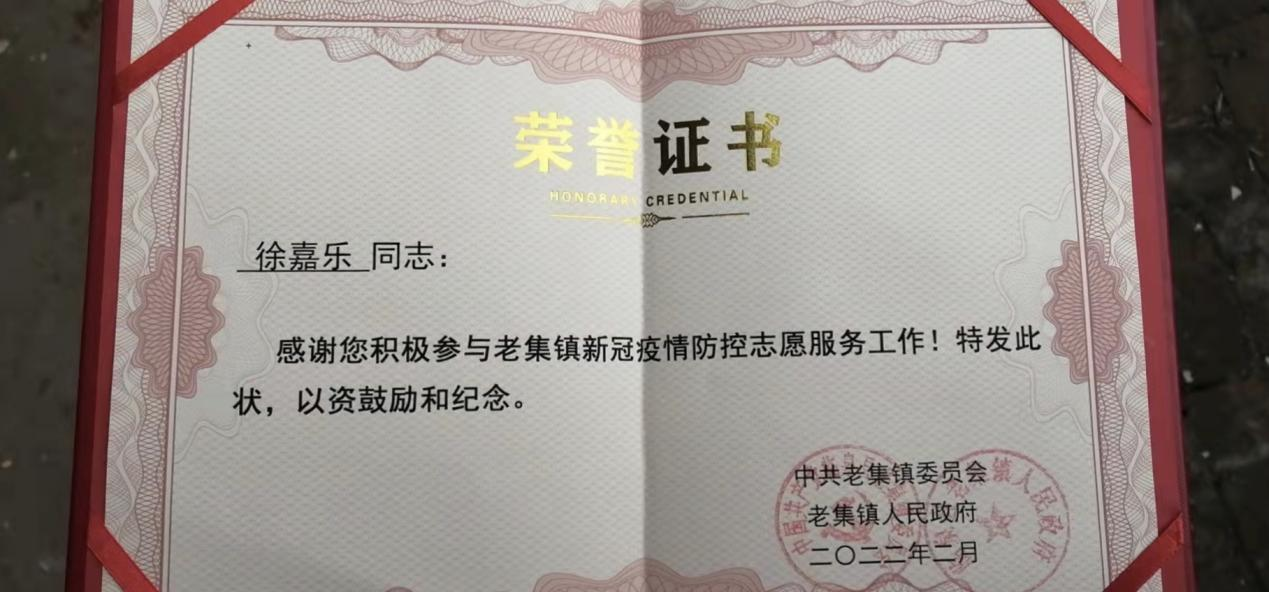 荣誉证书
HONORARY CREDENTIAL
徐嘉乐 同志：
感谢您积极参与老集镇新冠疫情防控志愿服务工作！特发此
状，以资鼓励和纪念。
中共老集镇委员会
老集镇人民政府
二〇二二年二月